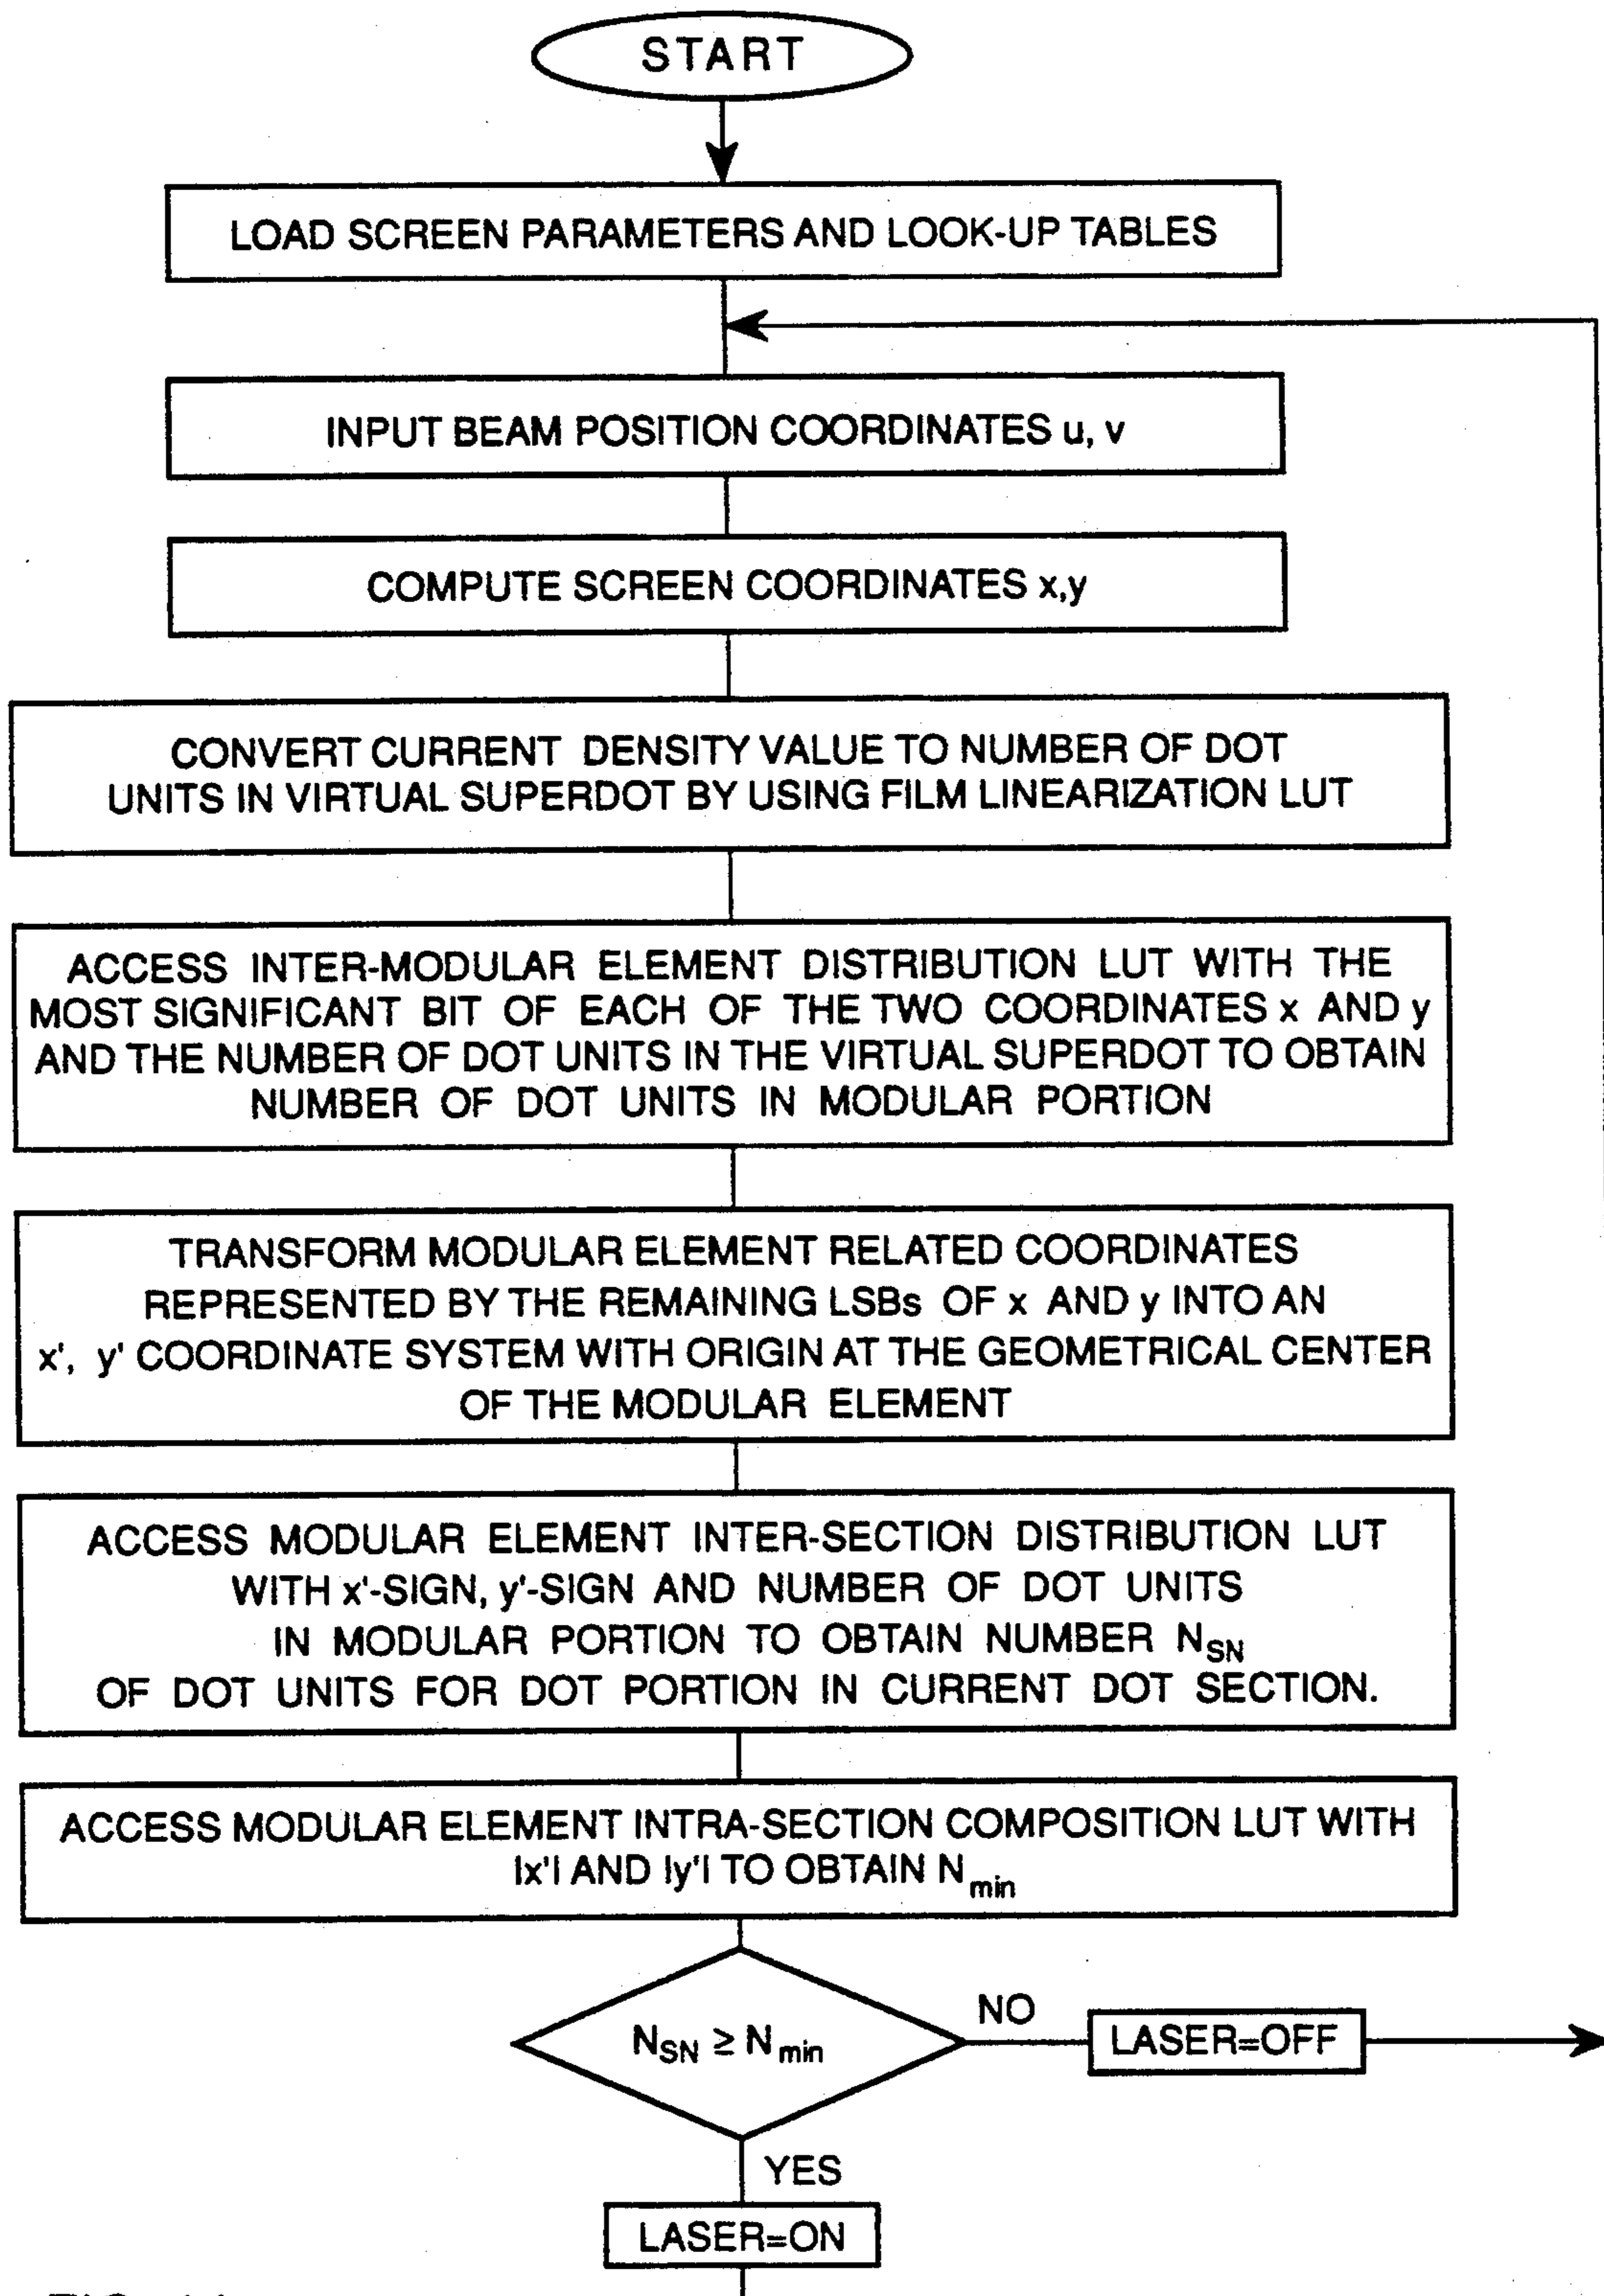 START
LOAD SCREEN PARAMETERS AND LOOK-UP TABLES
INPUT BEAM POSITION COORDINATES u, v
COMPUTE SCREEN COORDINATES x,y
CONVERT CURRENT DENSITY VALUE TO NUMBER OF DOT
UNITS IN VIRTUAL SUPERDOT BY USING FILM LINEARIZATION LUT
ACCESS INTER-MODULAR ELEMENT DISTRIBUTION LUT WITH THE
MOST SIGNIFICANT BIT OF EACH OF THE TWO COORDINATES x AND y
AND THE NUMBER OF DOT UNITS IN THE VIRTUAL SUPERDOT TO OBTAIN
NUMBER OF DOT UNITS IN MODULAR PORTION
TRANSFORM MODULAR ELEMENT RELATED COORDINATES
REPRESENTED BY THE REMAINING LSBs OF x AND y INTO AN
x', y' COORDINATE SYSTEM WITH ORIGIN AT THE GEOMETRICAL CENTER
OF THE MODULAR ELEMENT
ACCESS MODULAR ELEMENT INTER-SECTION DISTRIBUTION LUT
WITH x'-SIGN, y'-SIGN AND NUMBER OF DOT UNITS
IN MODULAR PORTION TO OBTAIN NUMBER N_SN
OF DOT UNITS FOR DOT PORTION IN CURRENT DOT SECTION.
ACCESS MODULAR ELEMENT INTRA-SECTION COMPOSITION LUT WITH
|x'| AND |y'| TO OBTAIN N_min
N_SN ≥ N_min
NO
LASER=OFF
YES
LASER=ON